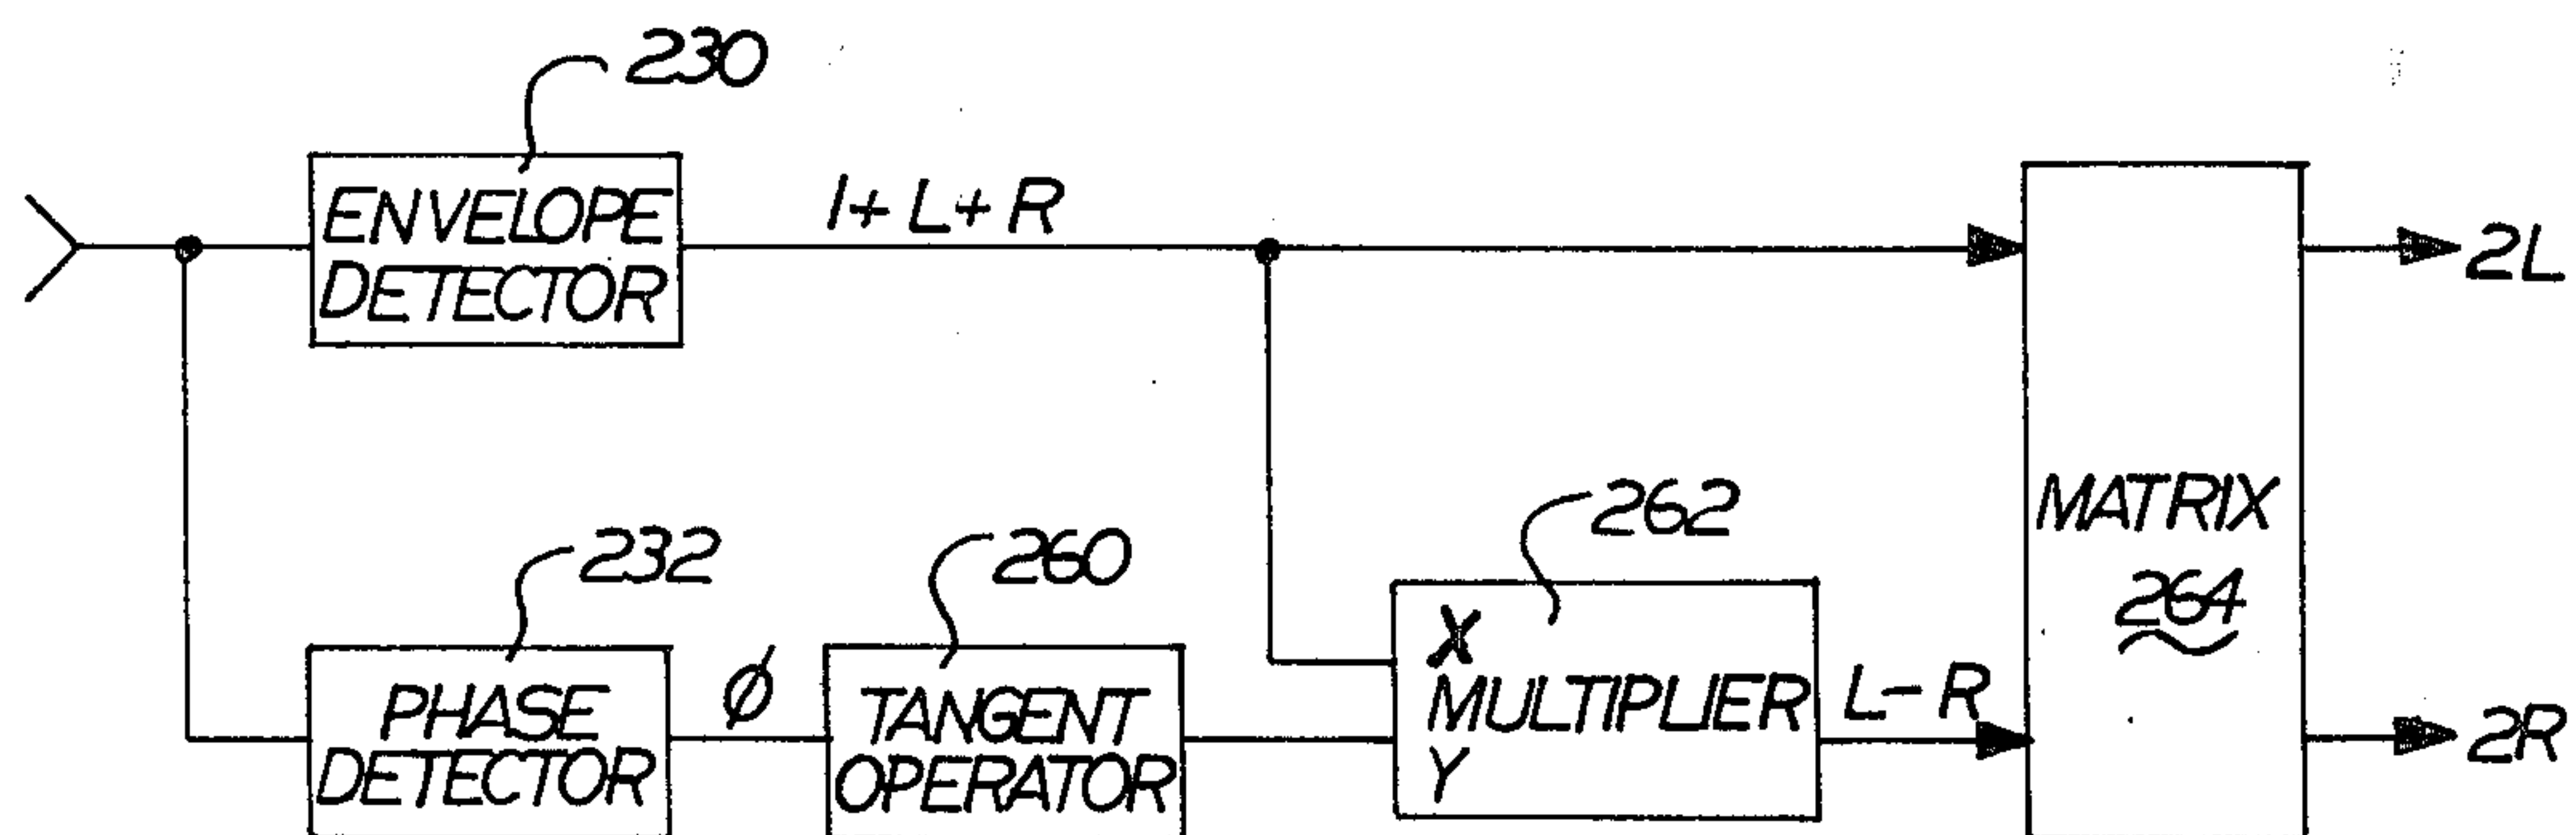 230
ENVELOPE
DETECTOR
1+ L+ R
2L
232
PHASE
DETECTOR
ϕ
260
TANGENT
OPERATOR
262
X
MULTIPLIER
Y
L- R
MATRIX
264
2R